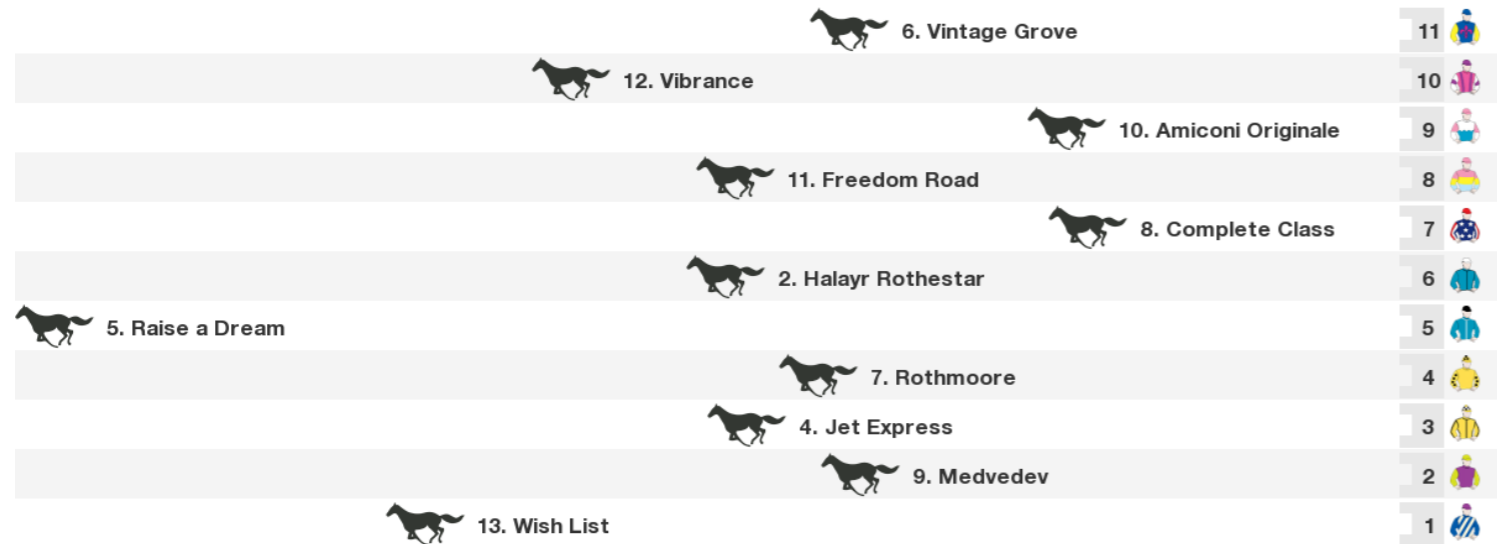 6. Vintage Grove 11
12. Vibrance 10
10. Amiconi Originale 9
11. Freedom Road 8
8. Complete Class 7
2. Halayr Rothestar 6
5. Raise a Dream 5
7. Rothmoore 4
4. Jet Express 3
9. Medvedev 2
13. Wish List 1